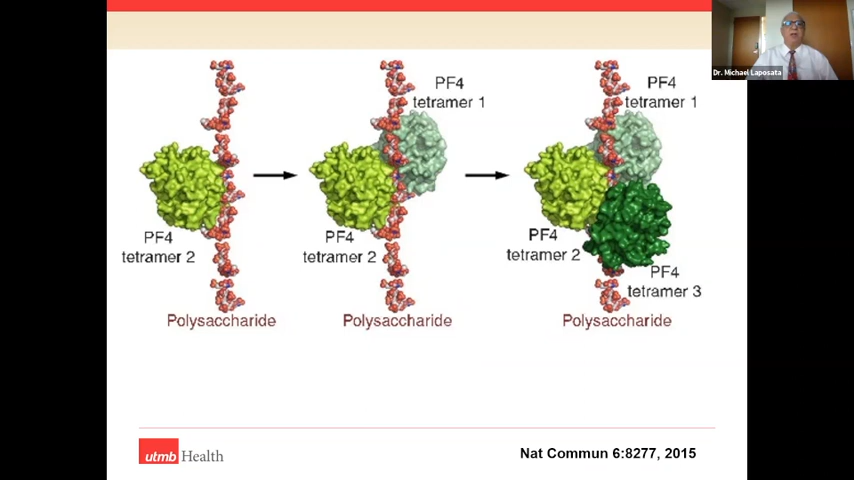 Dr. Michael Laposata
PF4
tetramer 1
PF4
tetramer 1
PF4
tetramer 2
PF4
tetramer 2
PF4
tetramer 2
PF4
tetramer 3
Polysaccharide
Polysaccharide
Polysaccharide
utmb Health
Nat Commun 6:8277, 2015